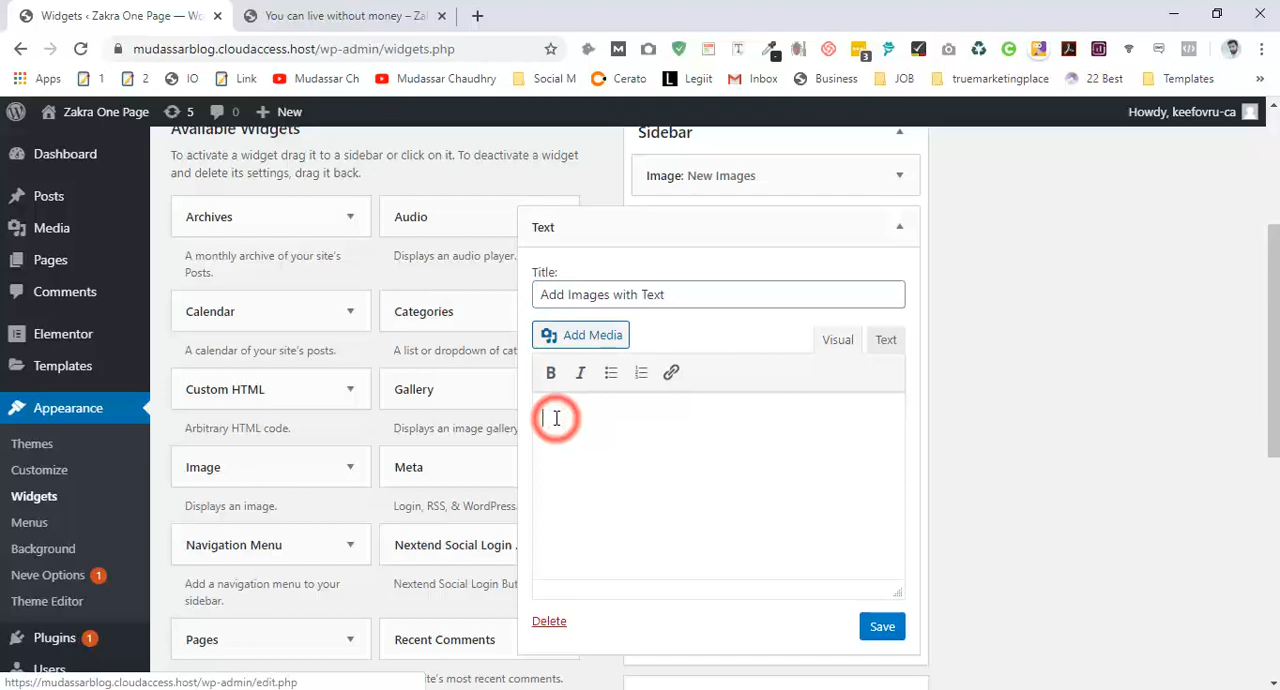 Widgets ‹ Zakra One Page — Wo
You can live without money – Zal
mudassarblog.cloudaccess.host/wp-admin/widgets.php
Apps
1
2
IO
Link
Mudassar Ch
Mudassar Chaudhry
Social M
Cerato
Legiit
Inbox
Business
JOB
truemarketingplace
22 Best
Templates
»
Zakra One Page
5
0
New
Howdy, keefovru-ca
Dashboard
Posts
Media
Pages
Comments
Elementor
Templates
Appearance
Themes
Customize
Widgets
Menus
Background
Neve Options 1
Theme Editor
Plugins 1
Users
Available Widgets
To activate a widget drag it to a sidebar or click on it. To deactivate a widget
and delete its settings, drag it back.
Archives
A monthly archive of your site's
Posts.
Audio
Displays an audio player.
Calendar
A calendar of your site's posts.
Categories
A list or dropdown of cat
Custom HTML
Arbitrary HTML code.
Gallery
Displays an image gallery
Image
Displays an image.
Meta
Login, RSS, & WordPress.
Navigation Menu
Add a navigation menu to your
sidebar.
Nextend Social Login .
Nextend Social Login But
Pages
Recent Comments
's most recent comments.
Sidebar
Image: New Images
Text
Title:
Add Images with Text
Add Media
Visual
Text
B I
Delete
Save
https://mudassarblog.cloudaccess.host/wp-admin/edit.php